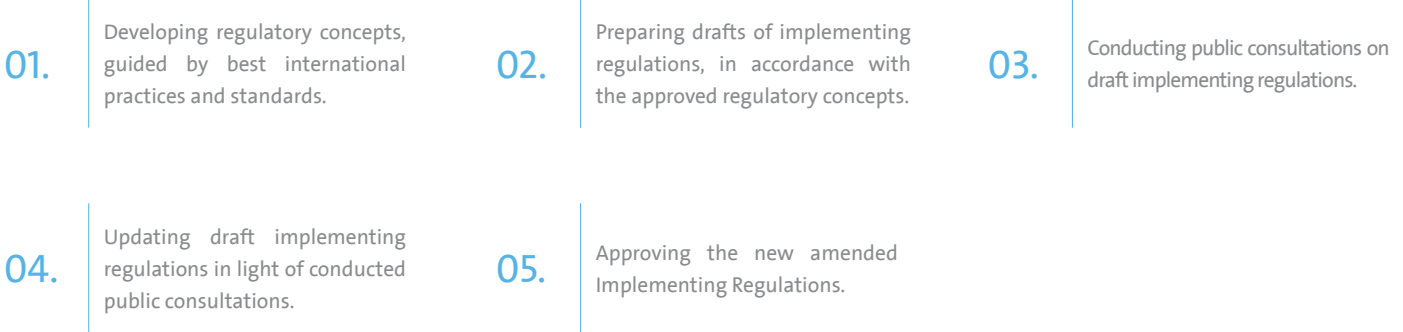 01.
Developing regulatory concepts,
guided by best international
practices and standards.
02.
Preparing drafts of implementing
regulations, in accordance with
the approved regulatory concepts.
03.
Conducting public consultations on
draft implementing regulations.
04.
Updating draft implementing
regulations in light of conducted
public consultations.
05.
Approving the new amended
Implementing Regulations.